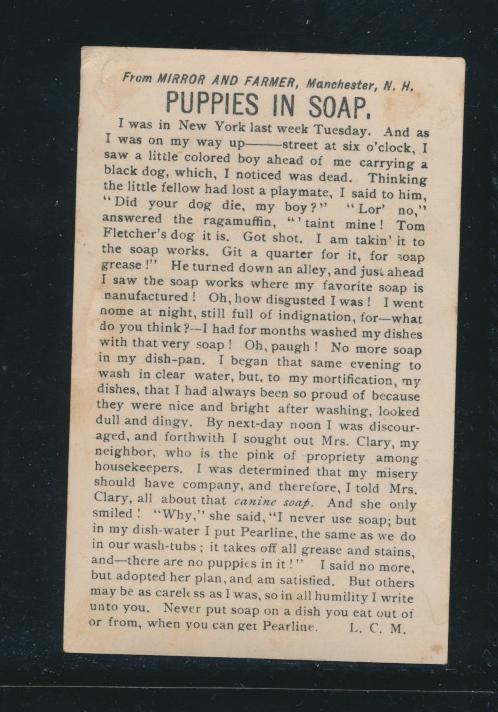 From MIRROR AND FARMER, Manchester, N. H.
PUPPIES IN SOAP.
I was in New York last week Tuesday. And as
I was on my way up——street at six o'clock, I
saw a little colored boy ahead of me carrying a
black dog, which, I noticed was dead. Thinking
the little fellow had lost a playmate, I said to him,
"Did your dog die, my boy?" "Lor' no,"
answered the ragamuffin, "'taint mine! Tom
Fletcher's dog it is. Got shot. I am takin' it to
the soap works. Git a quarter for it, for soap
grease!" He turned down an alley, and just ahead
I saw the soap works where my favorite soap is
nanufactured! Oh, how disgusted I was! I went
nome at night, still full of indignation, for—what
do you think?—I had for months washed my dishes
with that very soap! Oh, paugh! No more soap
in my dish-pan. I began that same evening to
wash in clear water, but, to my mortification, my
dishes, that I had always been so proud of because
they were nice and bright after washing, looked
dull and dingy. By next-day noon I was discour-
aged, and forthwith I sought out Mrs. Clary, my
neighbor, who is the pink of propriety among
housekeepers. I was determined that my misery
should have company, and therefore, I told Mrs.
Clary, all about that canine soap. And she only
smiled! "Why," she said, "I never use soap; but
in my dish-water I put Pearline, the same as we do
in our wash-tubs; it takes off all grease and stains,
and—there are no puppies in it!" I said no more,
but adopted her plan, and am satisfied. But others
may be as careless as I was, so in all humility I write
unto you. Never put soap on a dish you eat out of
or from, when you can get Pearline. L. C. M.